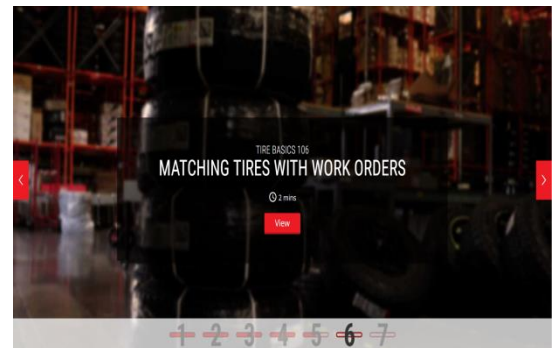 TIRE BASICS 106
MATCHING TIRES WITH WORK ORDERS
2 mins
View
1 2 3 4 5 6 7